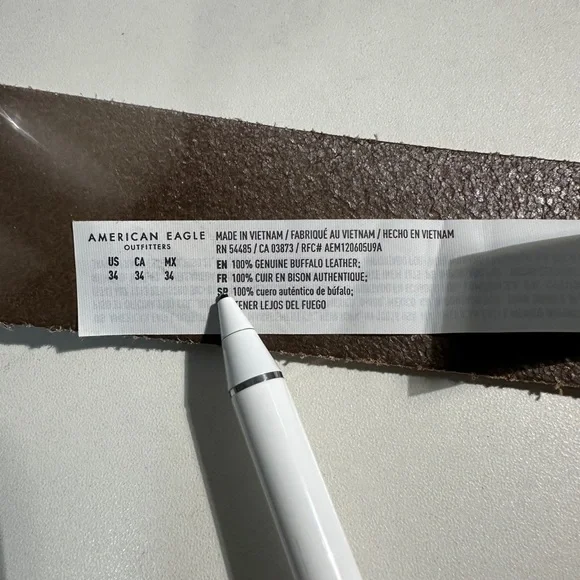 AMERICAN EAGLE
OUTFITTERS
US CA MX
34 34 34
MADE IN VIETNAM / FABRIQUÉ AU VIETNAM / HECHO EN VIETNAM
RN 54485 / CA 03873 / RFC# AEM120605U9A
EN 100% GENUINE BUFFALO LEATHER;
FR 100% CUIR EN BISON AUTHENTIQUE;
SP 100% cuero auténtico de búfalo;
TENER LEJOS DEL FUEGO